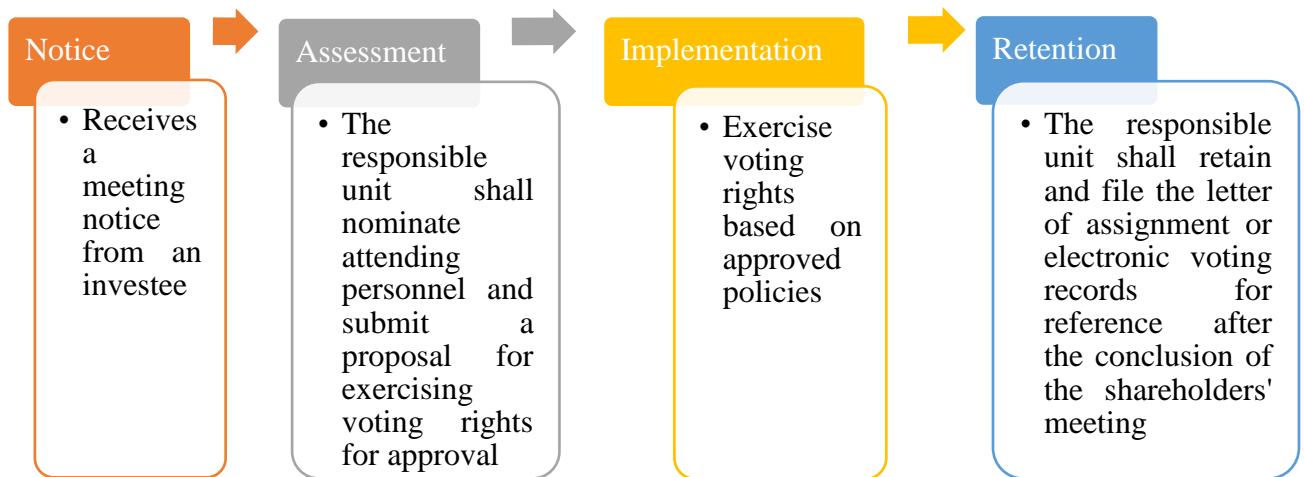 Notice
• Receives
a
meeting
notice
from an
investee
Assessment
• The
responsible
unit shall
nominate
attending
personnel and
submit a
proposal for
exercising
voting rights
for approval
Implementation
• Exercise
voting
rights
based on
approved
policies
Retention
• The responsible
unit shall retain
and file the letter
of assignment or
electronic voting
records for
reference after
the conclusion of
the shareholders'
meeting